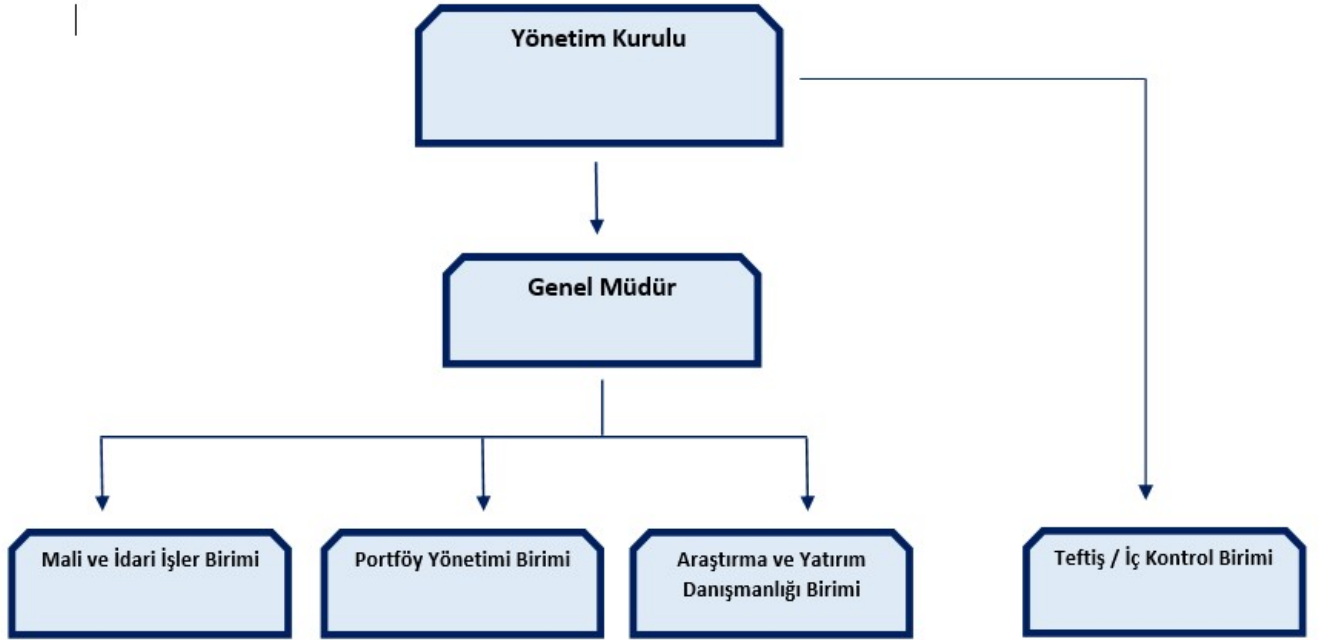 Yönetim Kurulu
Genel Müdür
Mali ve İdari İşler Birimi
Portföy Yönetimi Birimi
Araştırma ve Yatırım
Danışmanlığı Birimi
Teftiş / İç Kontrol Birimi